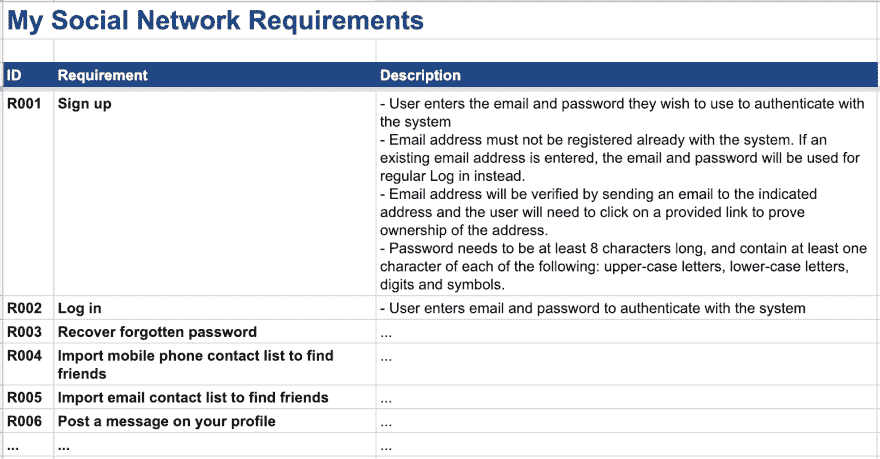 My Social Network Requirements
ID Requirement Description
R001 Sign up - User enters the email and password they wish to use to authenticate with
the system
- Email address must not be registered already with the system. If an
existing email address is entered, the email and password will be used for
regular Log in instead.
- Email address will be verified by sending an email to the indicated
address and the user will need to click on a provided link to prove
ownership of the address.
- Password needs to be at least 8 characters long, and contain at least one
character of each of the following: upper-case letters, lower-case letters,
digits and symbols.
R002 Log in - User enters email and password to authenticate with the system
R003 Recover forgotten password ...
R004 Import mobile phone contact list to find ...
friends
R005 Import email contact list to find friends ...
R006 Post a message on your profile ...
... ... ...